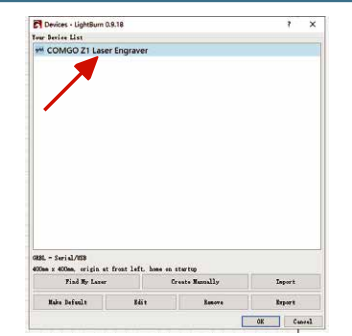 Devices - LightBurn 0.9.18 ? X
Your Device List
COMGO Z1 Laser Engraver
GRBL - Serial/USB
400mm x 400mm, origin at front left, home on startup
Find My Laser Create Manually Import
Make Default Edit Remove Export
OK Cancel